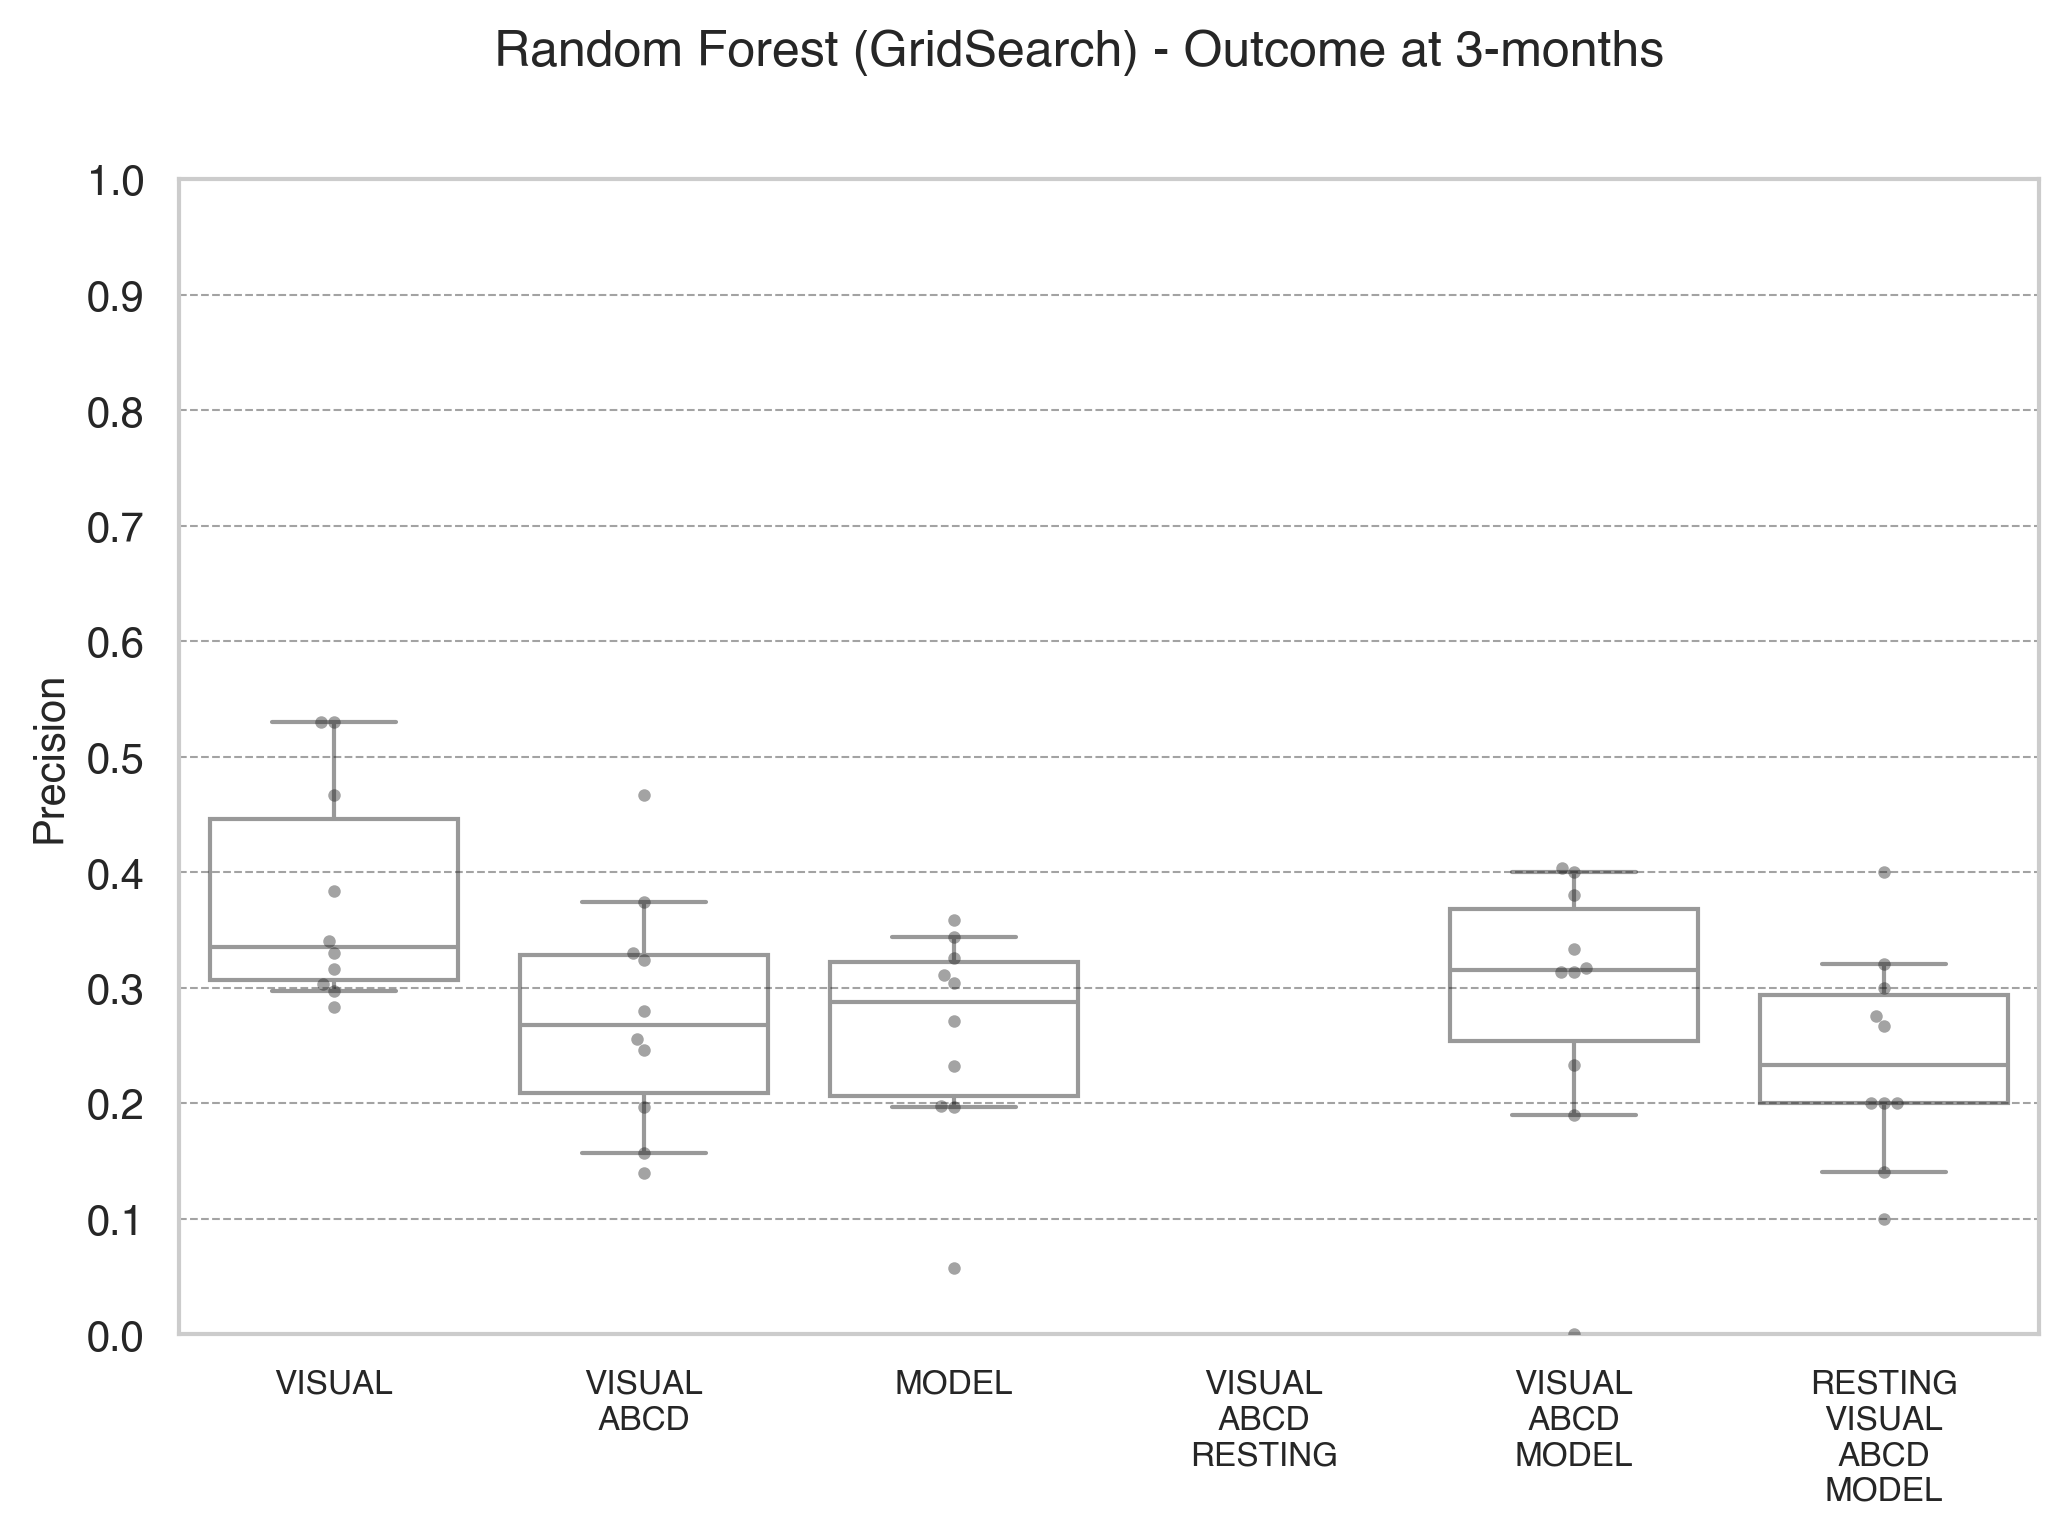 Random Forest (GridSearch) - Outcome at 3-months
Precision
1.0
0.9
0.8
0.7
0.6
0.5
0.4
0.3
0.2
0.1
0.0
VISUAL
VISUAL
ABCD
MODEL
VISUAL
ABCD
RESTING
VISUAL
ABCD
MODEL
RESTING
VISUAL
ABCD
MODEL